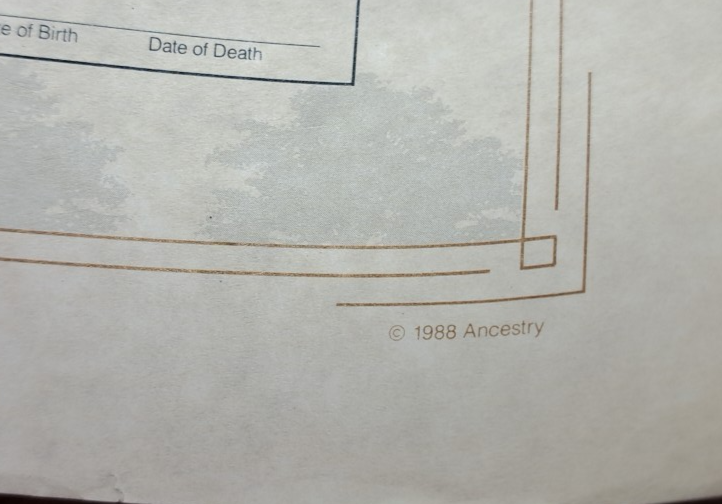 e of Birth
Date of Death
© 1988 Ancestry